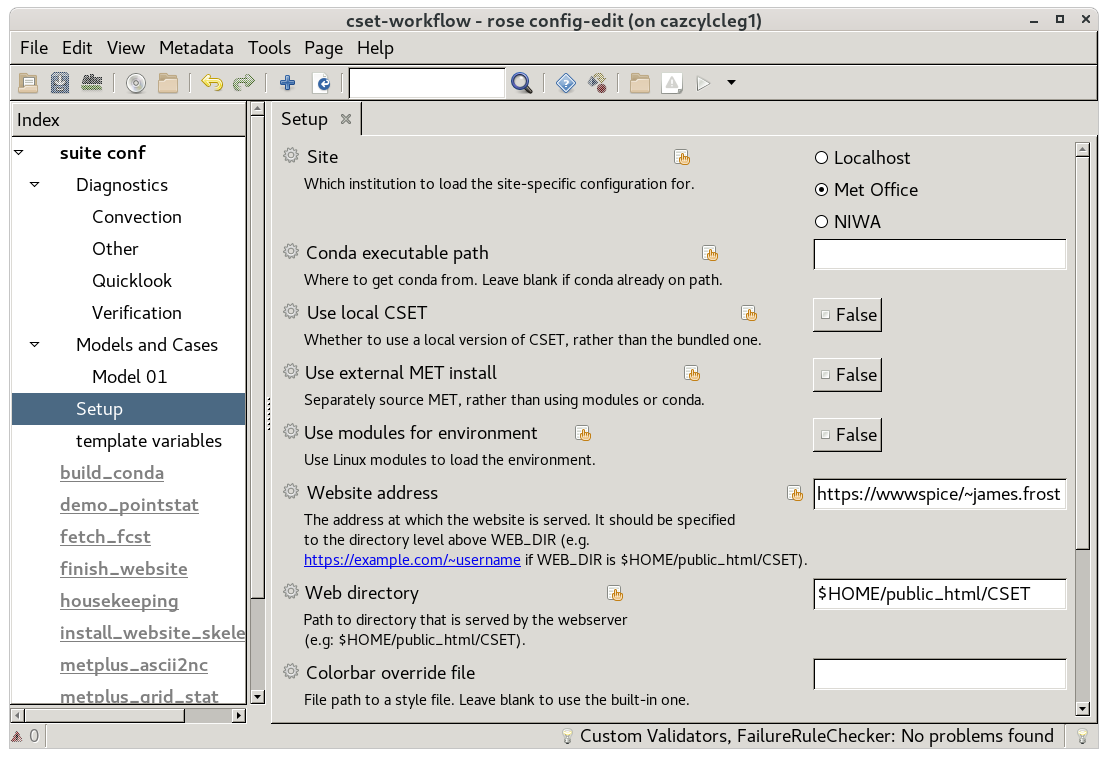 cset-workflow - rose config-edit (on cazcylcleg1)
File Edit View Metadata Tools Page Help
Index
suite conf
Diagnostics
Convection
Other
Quicklook
Verification
Models and Cases
Model 01
Setup
template variables
build_conda
demo_pointstat
fetch_fcst
finish_website
housekeeping
install_website_skele
metplus_ascii2nc
metplus_grid_stat
Setup
Site
Which institution to load the site-specific configuration for.
Localhost
Met Office
NIWA
Conda executable path
Where to get conda from. Leave blank if conda already on path.
Use local CSET
Whether to use a local version of CSET, rather than the bundled one.
False
Use external MET install
Separately source MET, rather than using modules or conda.
False
Use modules for environment
Use Linux modules to load the environment.
False
Website address
The address at which the website is served. It should be specified
to the directory level above WEB_DIR (e.g.
https://example.com/~username if WEB_DIR is $HOME/public_html/CSET).
https://wwwspice/~james.frost
Web directory
Path to directory that is served by the webserver
(e.g: $HOME/public_html/CSET).
$HOME/public_html/CSET
Colorbar override file
File path to a style file. Leave blank to use the built-in one.
0
Custom Validators, FailureRuleChecker: No problems found